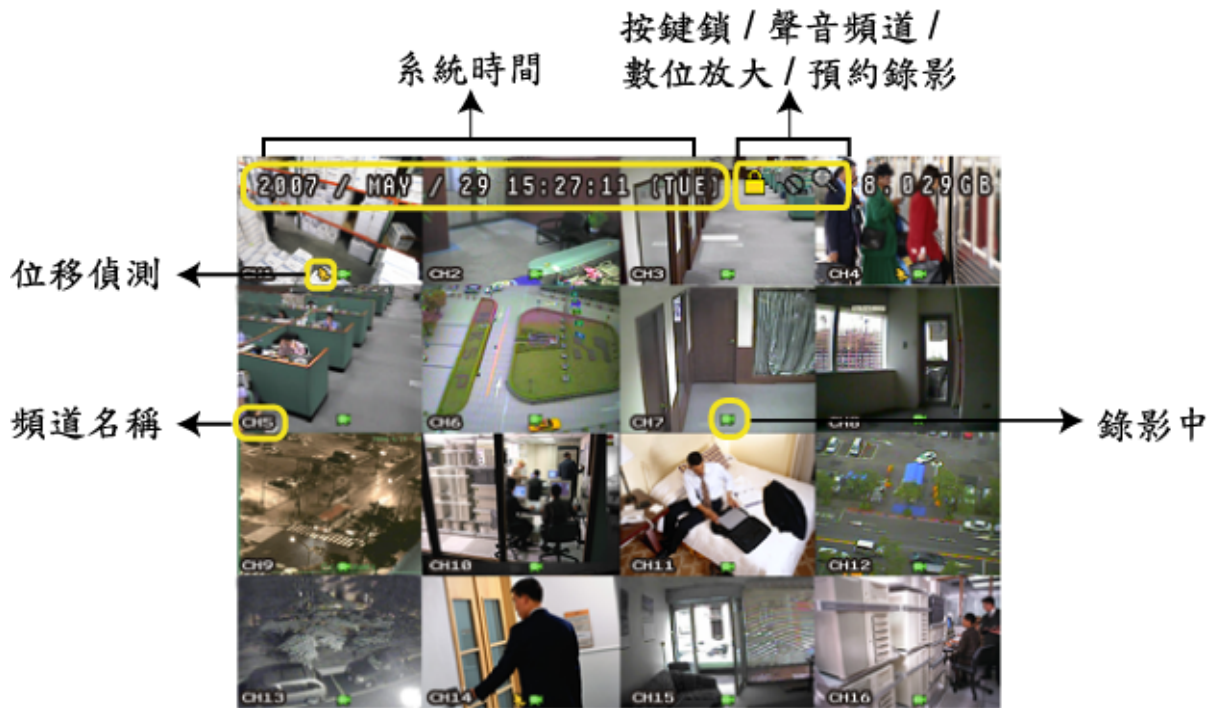 按鍵鎖 / 聲音頻道 /
數位放大 / 預約錄影
系統時間
2007 / MAY / 29 15:27:11 [TUE] 8.029GB
位移偵測
CH1 CH2 CH3 CH4
頻道名稱
CH5 CH6 CH7 CH8
錄影中
CH9 CH10 CH11 CH12
CH13 CH14 CH15 CH16